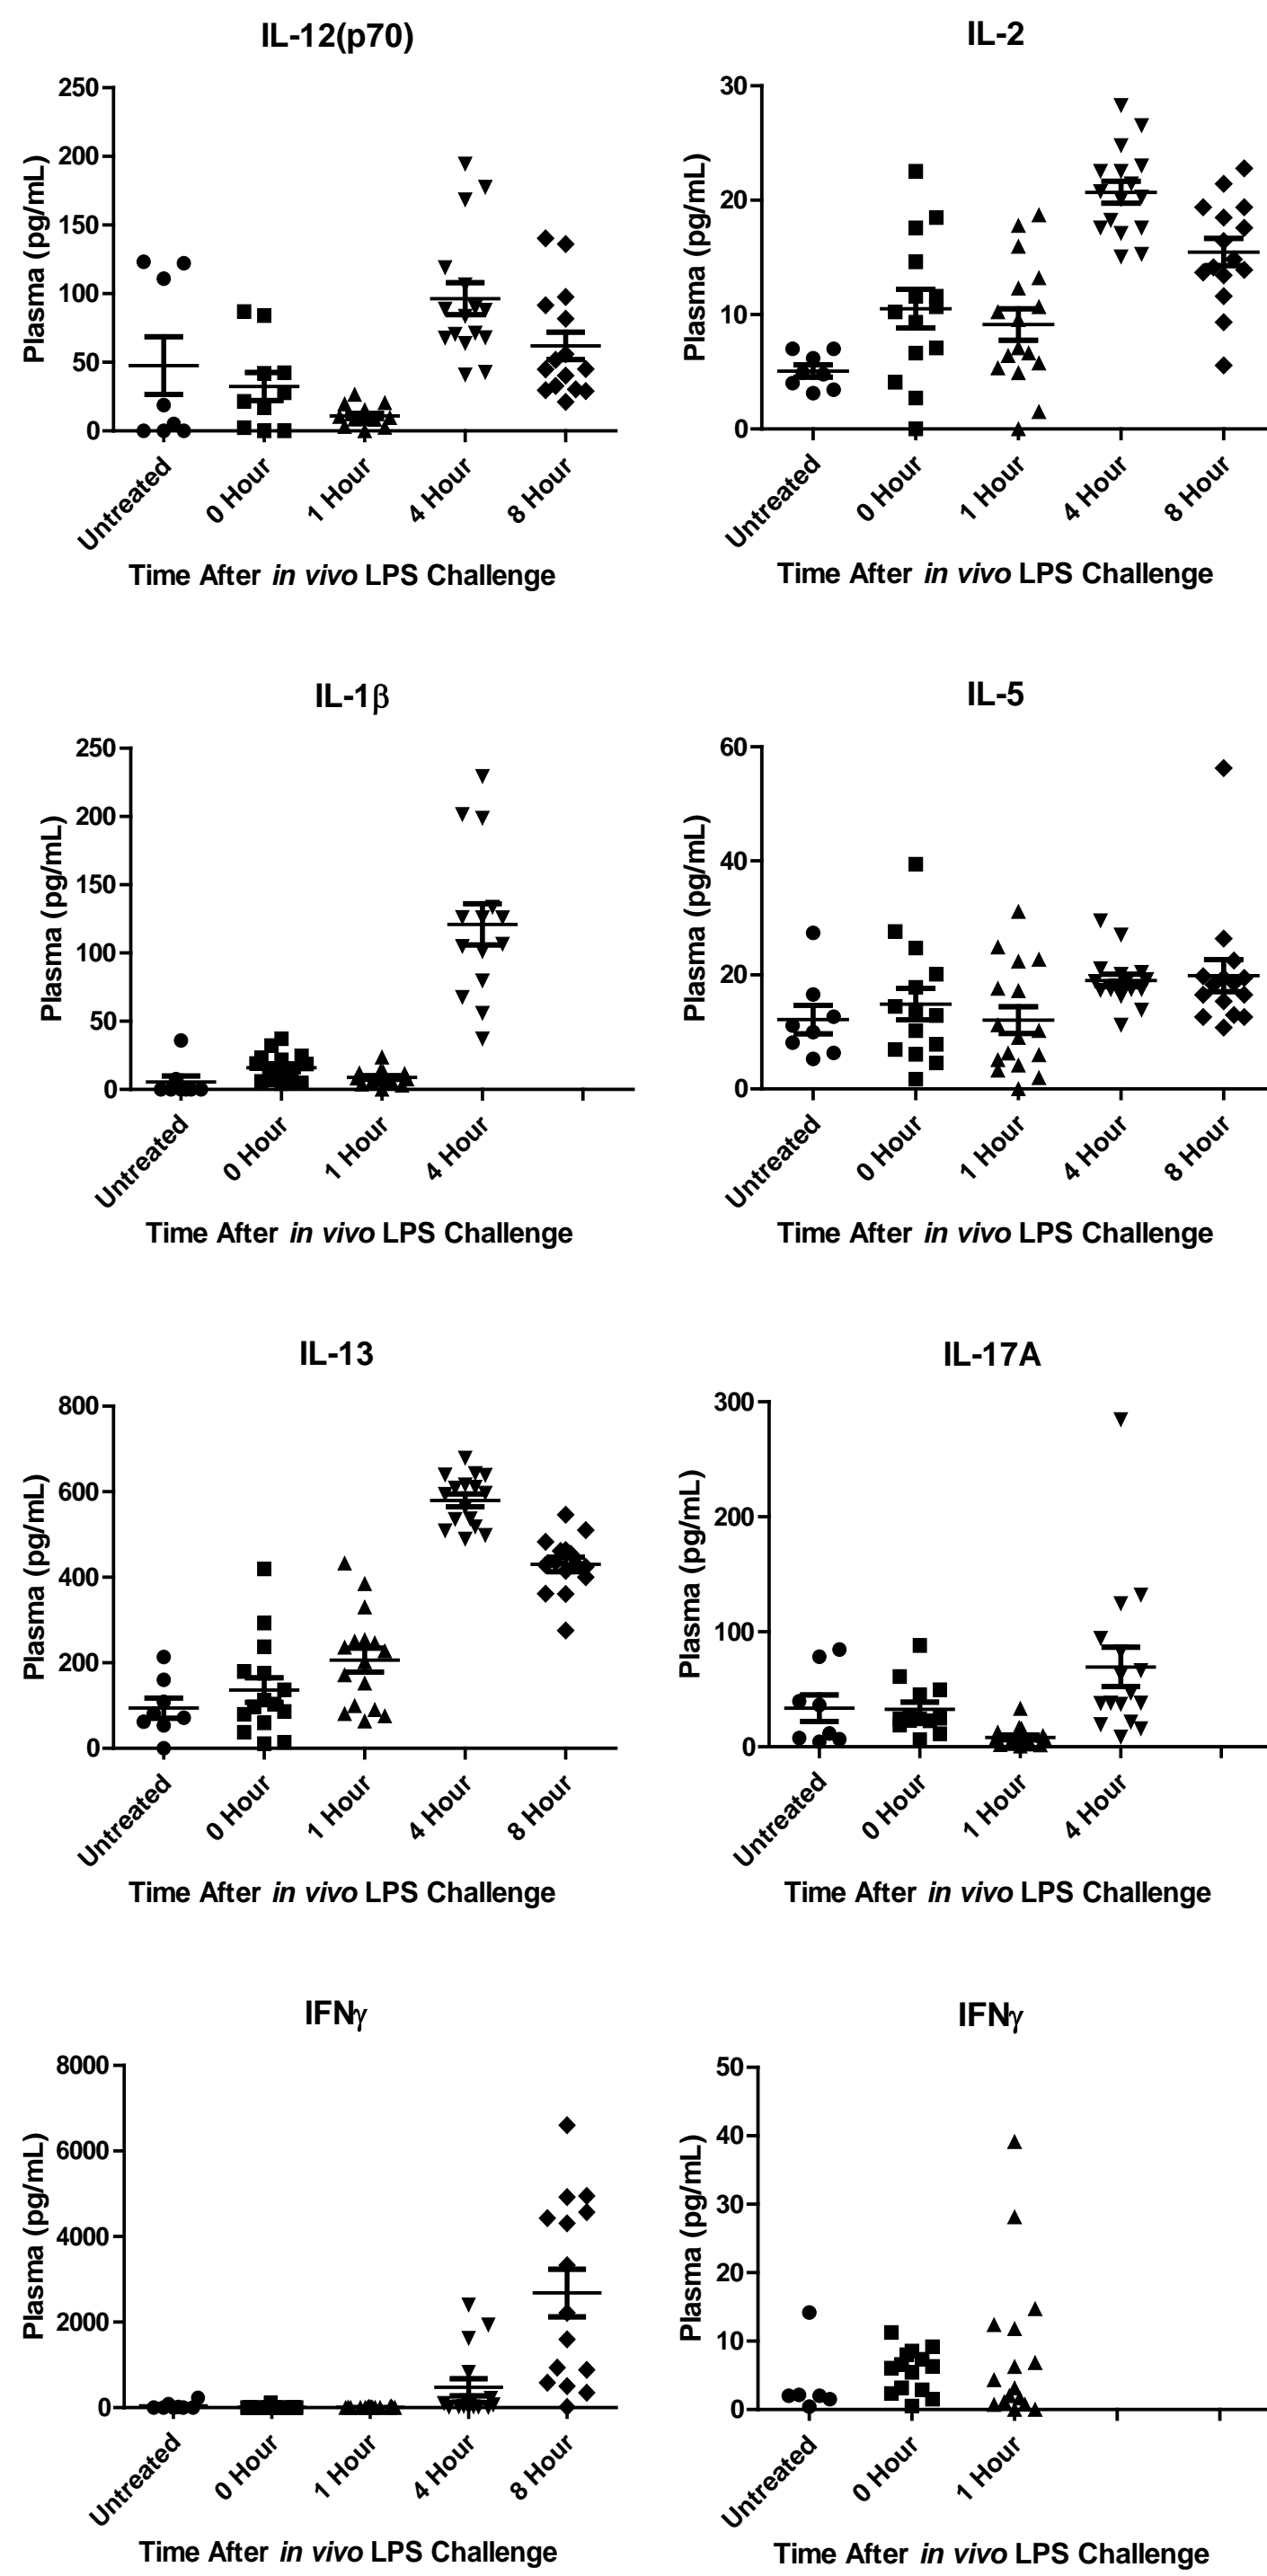 IL-12(p70)
Plasma (pg/mL)
250
200
150
100
50
0
Untreated
0 Hour
1 Hour
4 Hour
8 Hour
Time After in vivo LPS Challenge
IL-2
Plasma (pg/mL)
30
20
10
0
Untreated
0 Hour
1 Hour
4 Hour
8 Hour
Time After in vivo LPS Challenge
IL-1β
Plasma (pg/mL)
250
200
150
100
50
0
Untreated
0 Hour
1 Hour
4 Hour
Time After in vivo LPS Challenge
IL-5
Plasma (pg/mL)
60
40
20
0
Untreated
0 Hour
1 Hour
4 Hour
8 Hour
Time After in vivo LPS Challenge
IL-13
Plasma (pg/mL)
800
600
400
200
0
Untreated
0 Hour
1 Hour
4 Hour
8 Hour
Time After in vivo LPS Challenge
IL-17A
Plasma (pg/mL)
300
200
100
0
Untreated
0 Hour
1 Hour
4 Hour
Time After in vivo LPS Challenge
IFNγ
Plasma (pg/mL)
8000
6000
4000
2000
0
Untreated
0 Hour
1 Hour
4 Hour
8 Hour
Time After in vivo LPS Challenge
IFNγ
Plasma (pg/mL)
50
40
30
20
10
0
Untreated
0 Hour
1 Hour
Time After in vivo LPS Challenge